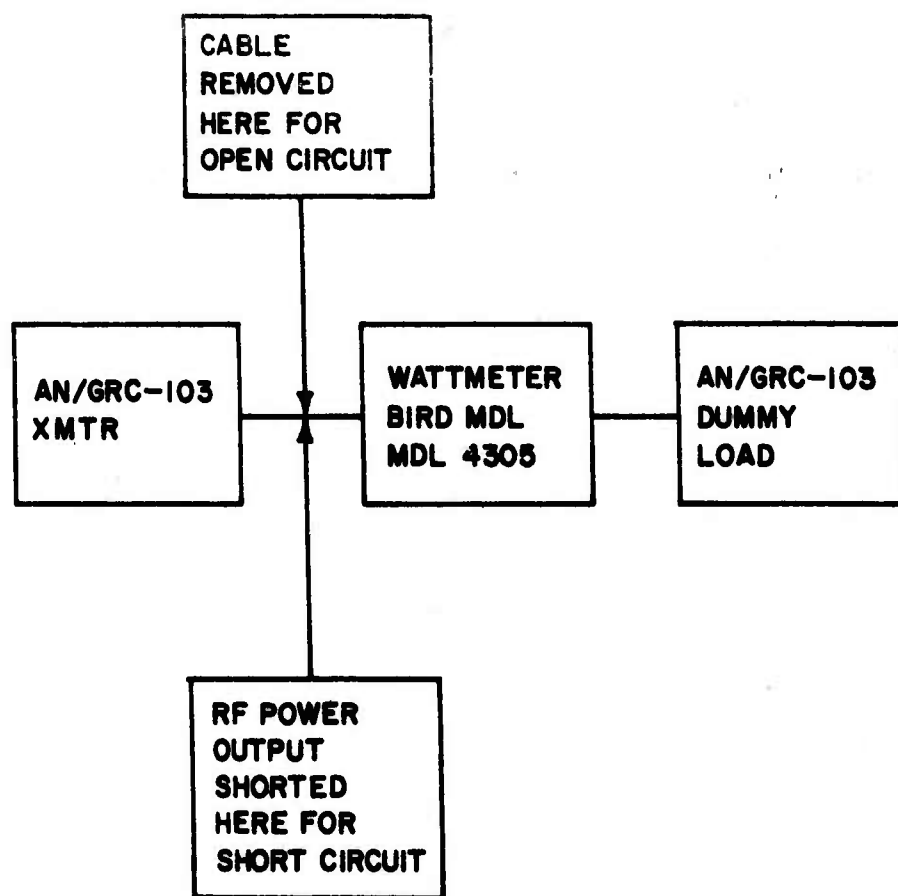 CABLE
REMOVED
HERE FOR
OPEN CIRCUIT
AN/GRC-103
XMTR
WATTMETER
BIRD MDL
MDL 4305
AN/GRC-103
DUMMY
LOAD
RF POWER
OUTPUT
SHORTED
HERE FOR
SHORT CIRCUIT